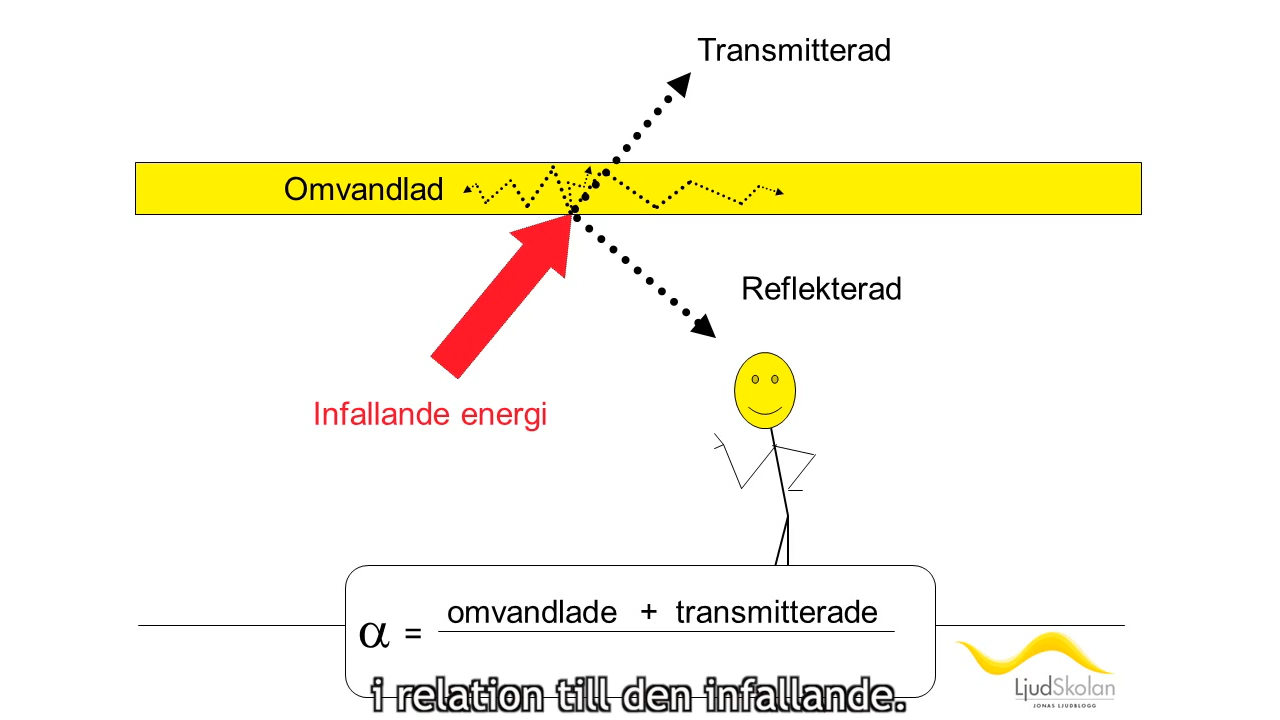 Transmitterad
Omvandlad
Reflekterad
Infallande energi
α = omvandlade + transmitterade
i relation till den infallande.
LjudSkolan
JONAS LJUDBLOGG